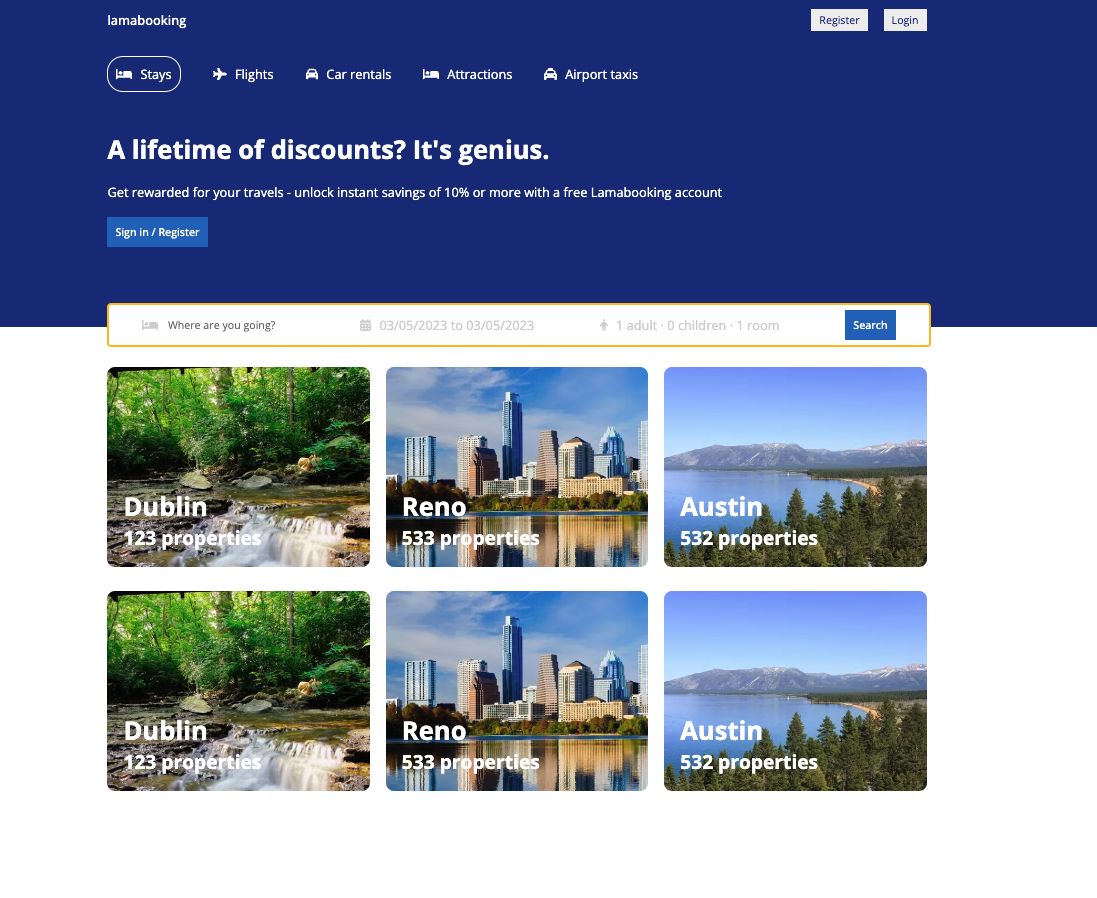 lamabooking
Register
Login
Stays
Flights
Car rentals
Attractions
Airport taxis
A lifetime of discounts? It's genius.
Get rewarded for your travels - unlock instant savings of 10% or more with a free Lamabooking account
Sign in / Register
Where are you going?
03/05/2023 to 03/05/2023
1 adult · 0 children · 1 room
Search
Dublin
123 properties
Reno
533 properties
Austin
532 properties
Dublin
123 properties
Reno
533 properties
Austin
532 properties